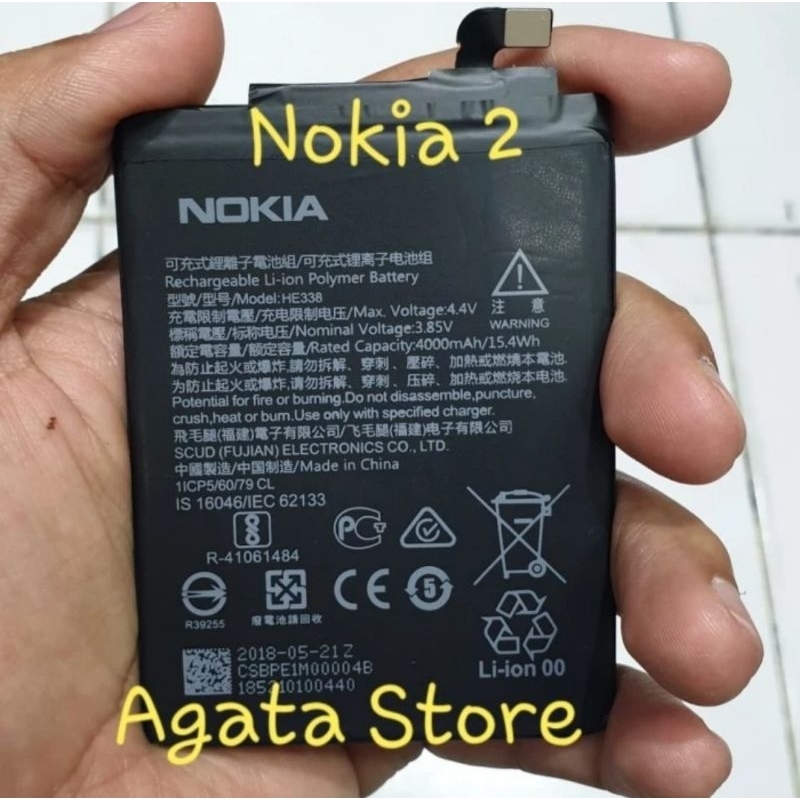 Nokia 2
NOKIA
可充式鋰離子電池組/可充式锂离子电池组
Rechargeable Li-ion Polymer Battery
型號/型号/Model:HE338
充電限制電壓/充电限制电压/Max. Voltage:4.4V
標稱電壓/标称电压/Nominal Voltage:3.85V
額定電容量/额定容量/Rated Capacity:4000mAh/15.4Wh
為防止起火或爆炸,請勿拆解、穿刺、壓碎、加熱或燃燒本電池.
为防止起火或爆炸,请勿拆解、穿刺、压碎、加热或燃烧本电池.
Potential for fire or burning.Do not disassemble,puncture,
crush,heat or burn.Use only with specified charger.
飛毛腿(福建)電子有限公司/飞毛腿(福建)电子有限公司
SCUD (FUJIAN) ELECTRONICS CO., LTD.
中國製造/中国制造/Made in China
1ICP5/60/79 CL
IS 16046/IEC 62133
注 意
WARNING
R-41061484
R39255
廢電池請回收
CE
5
Li-ion 00
2018-05-21Z
CSBPE1M00004B
185210100440
Agata Store